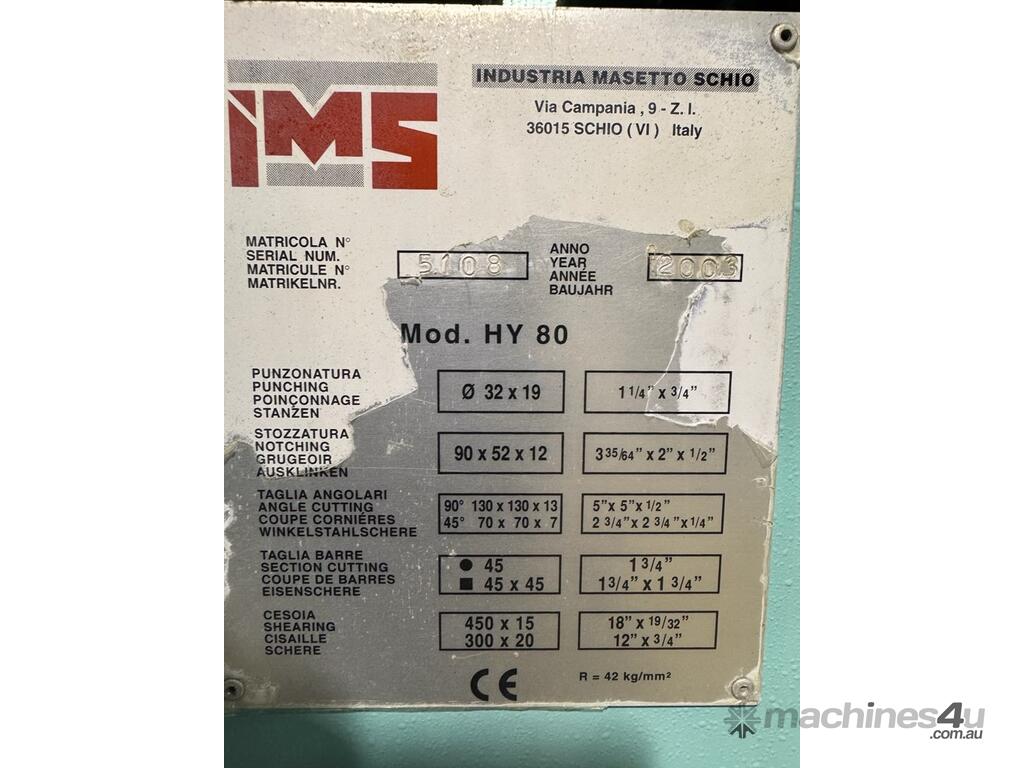 IMS
INDUSTRIA MASETTO SCHIO
Via Campania , 9 - Z. I.
36015 SCHIO ( VI ) Italy
MATRICOLA N°
SERIAL NUM.
MATRICULE N°
MATRIKELNR.
5108
ANNO
YEAR
ANNÉE
BAUJAHR
2003
Mod. HY 80
PUNZONATURA
PUNCHING
POINÇONNAGE
STANZEN
Ø 32 x 19
1 1/4" x 3/4"
STOZZATURA
NOTCHING
GRUGEOIR
AUSKLINKEN
90 x 52 x 12
3 35/64" x 2" x 1/2"
TAGLIA ANGOLARI
ANGLE CUTTING
COUPE CORNIÉRES
WINKELSTAHLSCHERE
90° 130 x 130 x 13
45° 70 x 70 x 7
5"x 5"x 1/2"
2 3/4"x 2 3/4"x 1/4"
TAGLIA BARRE
SECTION CUTTING
COUPE DE BARRES
EISENSCHERE
● 45
■ 45 x 45
1 3/4"
1 3/4" x 1 3/4"
CESOIA
SHEARING
CISAILLE
SCHERE
450 x 15
300 x 20
18" x 19/32"
12" x 3/4"
CE
R = 42 kg/mm²
machines4u
.com.au